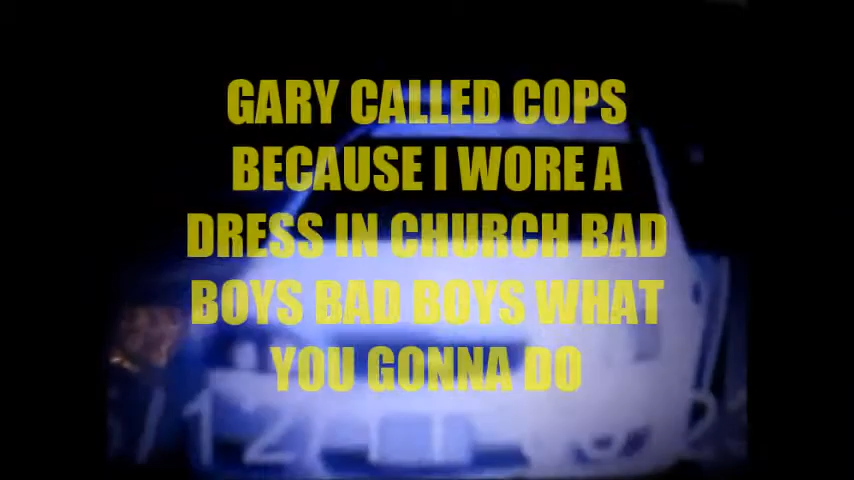 GARY CALLED COPS
BECAUSE I WORE A
DRESS IN CHURCH BAD
BOYS BAD BOYS WHAT
YOU GONNA DO